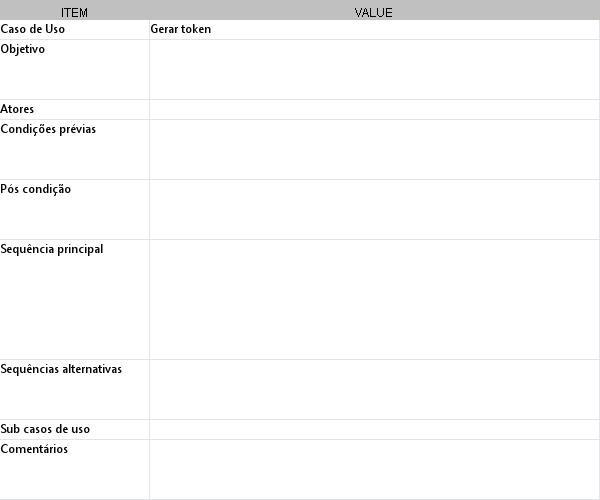 ITEM VALUE
Caso de Uso Gerar token
Objetivo
Atores
Condições prévias
Pós condição
Sequência principal
Sequências alternativas
Sub casos de uso
Comentários